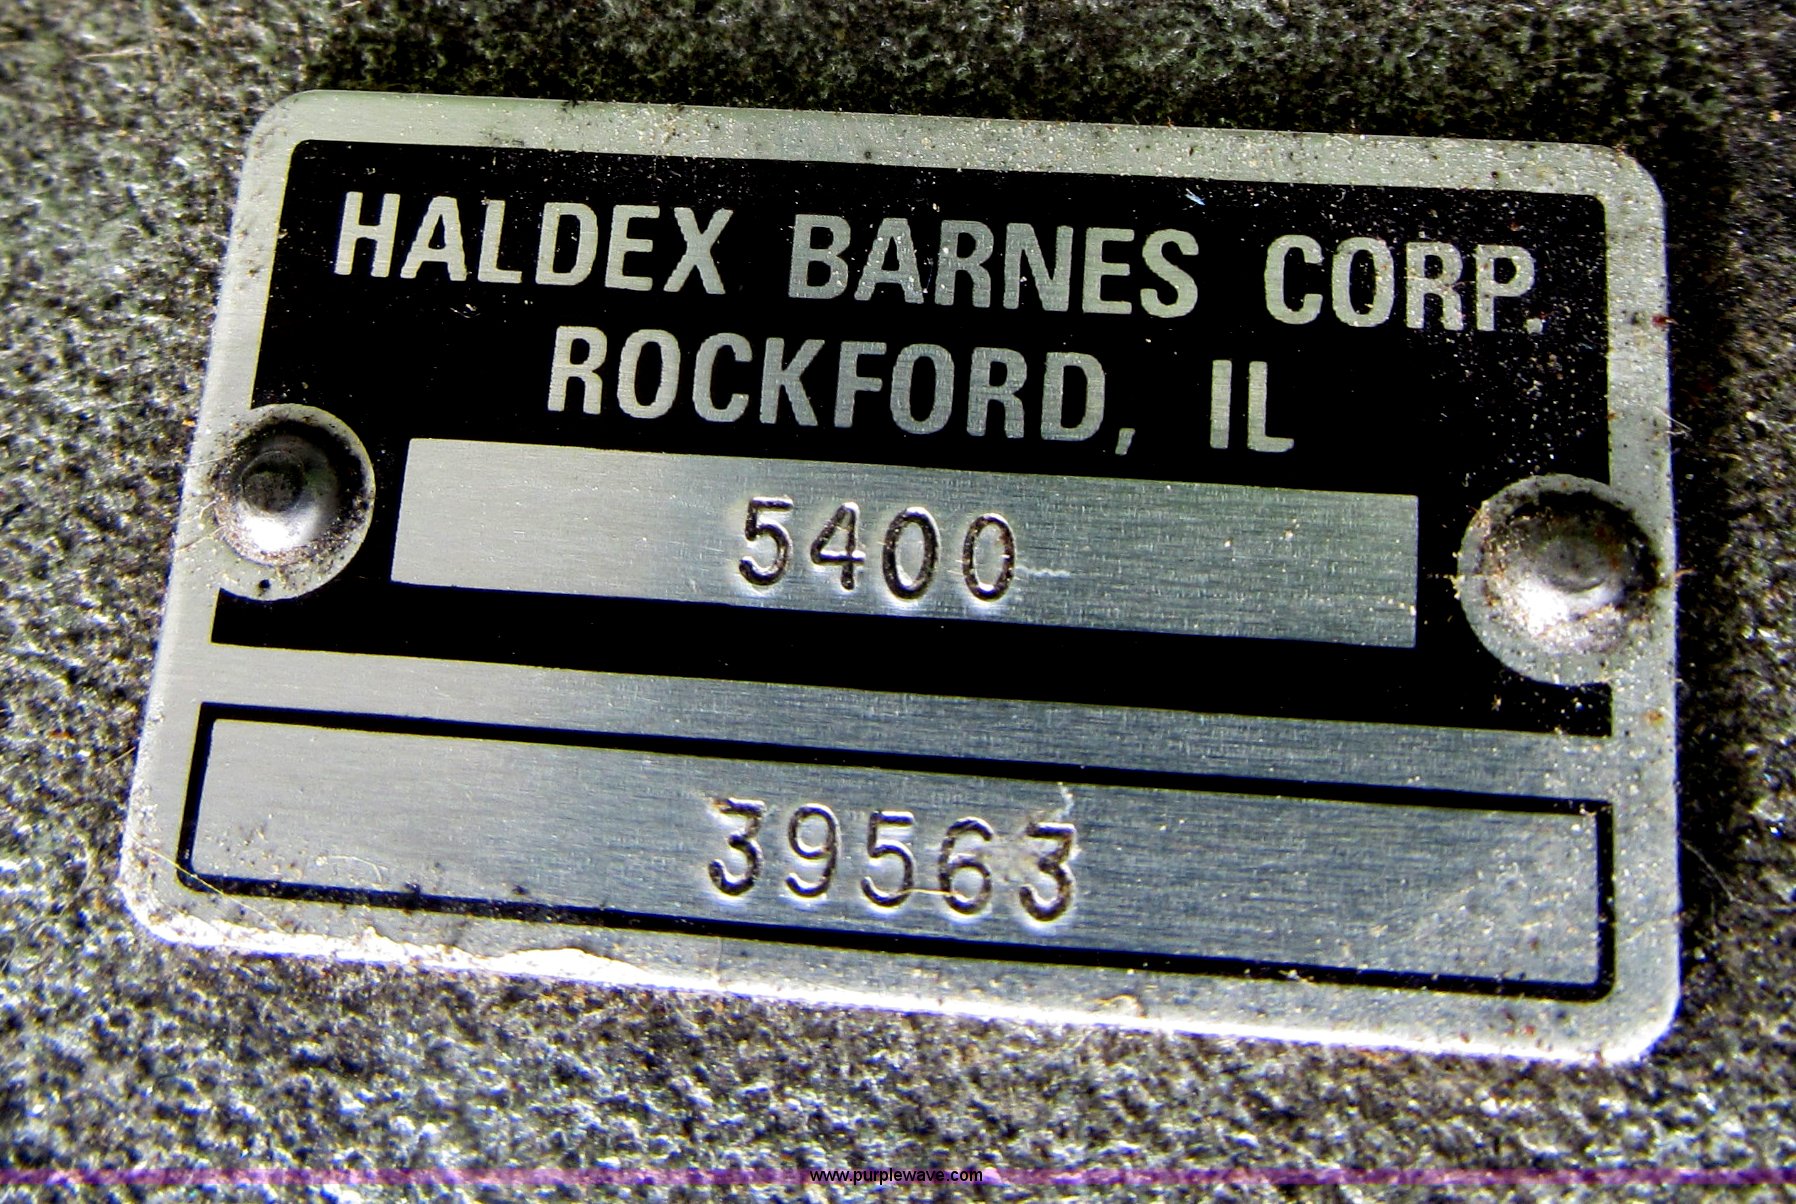 HALDEX BARNES CORP.
ROCKFORD, IL
5400
39563
www.purplewave.com